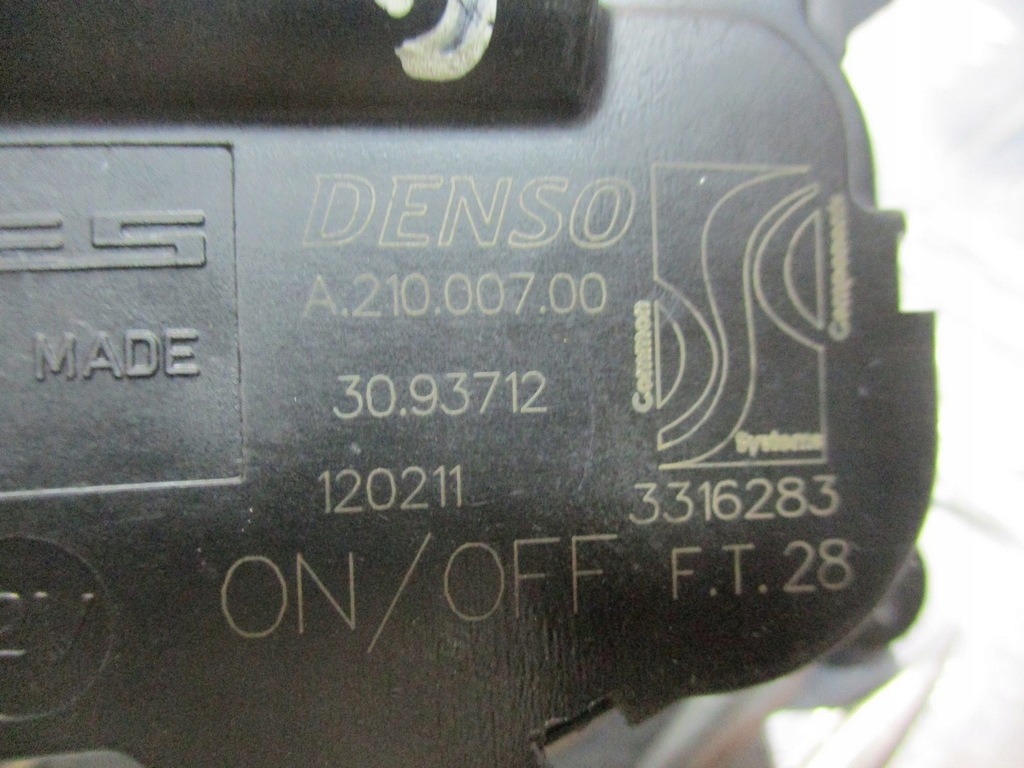 DENSO
A.210.007.00
30.93712
120211
ON/OFF F.T.28
3316283
Common
Components
Systems
MADE